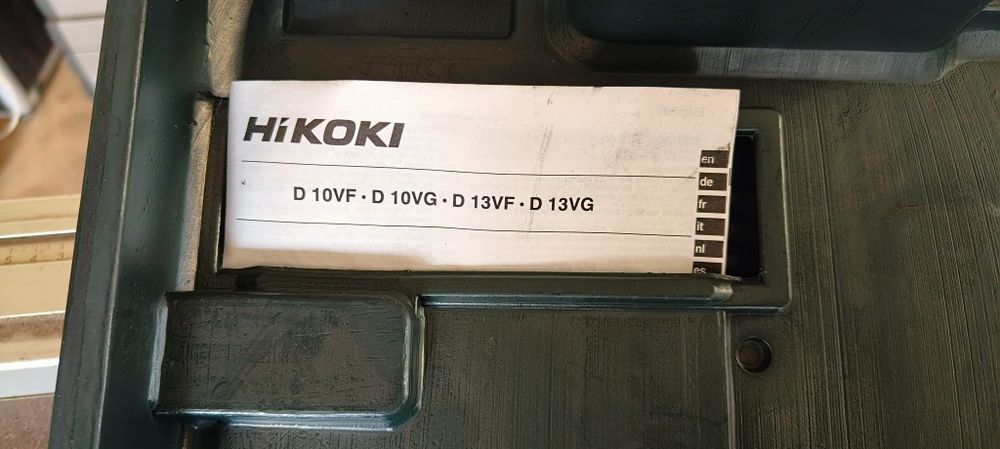 HiKOKI
D 10VF · D 10VG · D 13VF · D 13VG
en
de
fr
it
nl
es